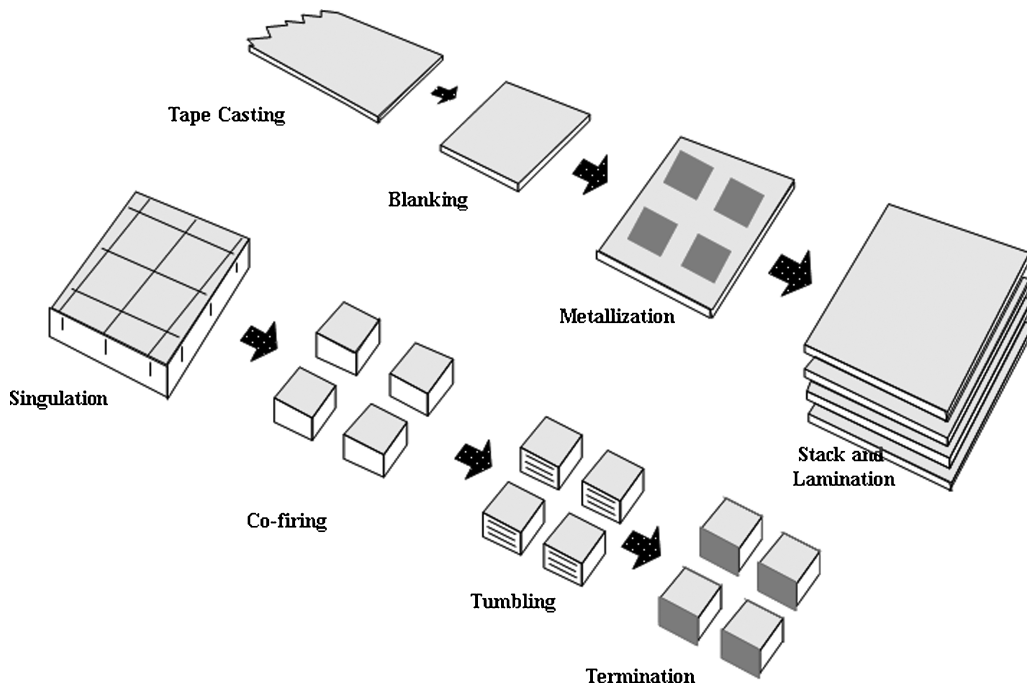 Tape Casting
Blanking
Metallization
Stack and
Lamination
Singulation
Co-firing
Tumbling
Termination